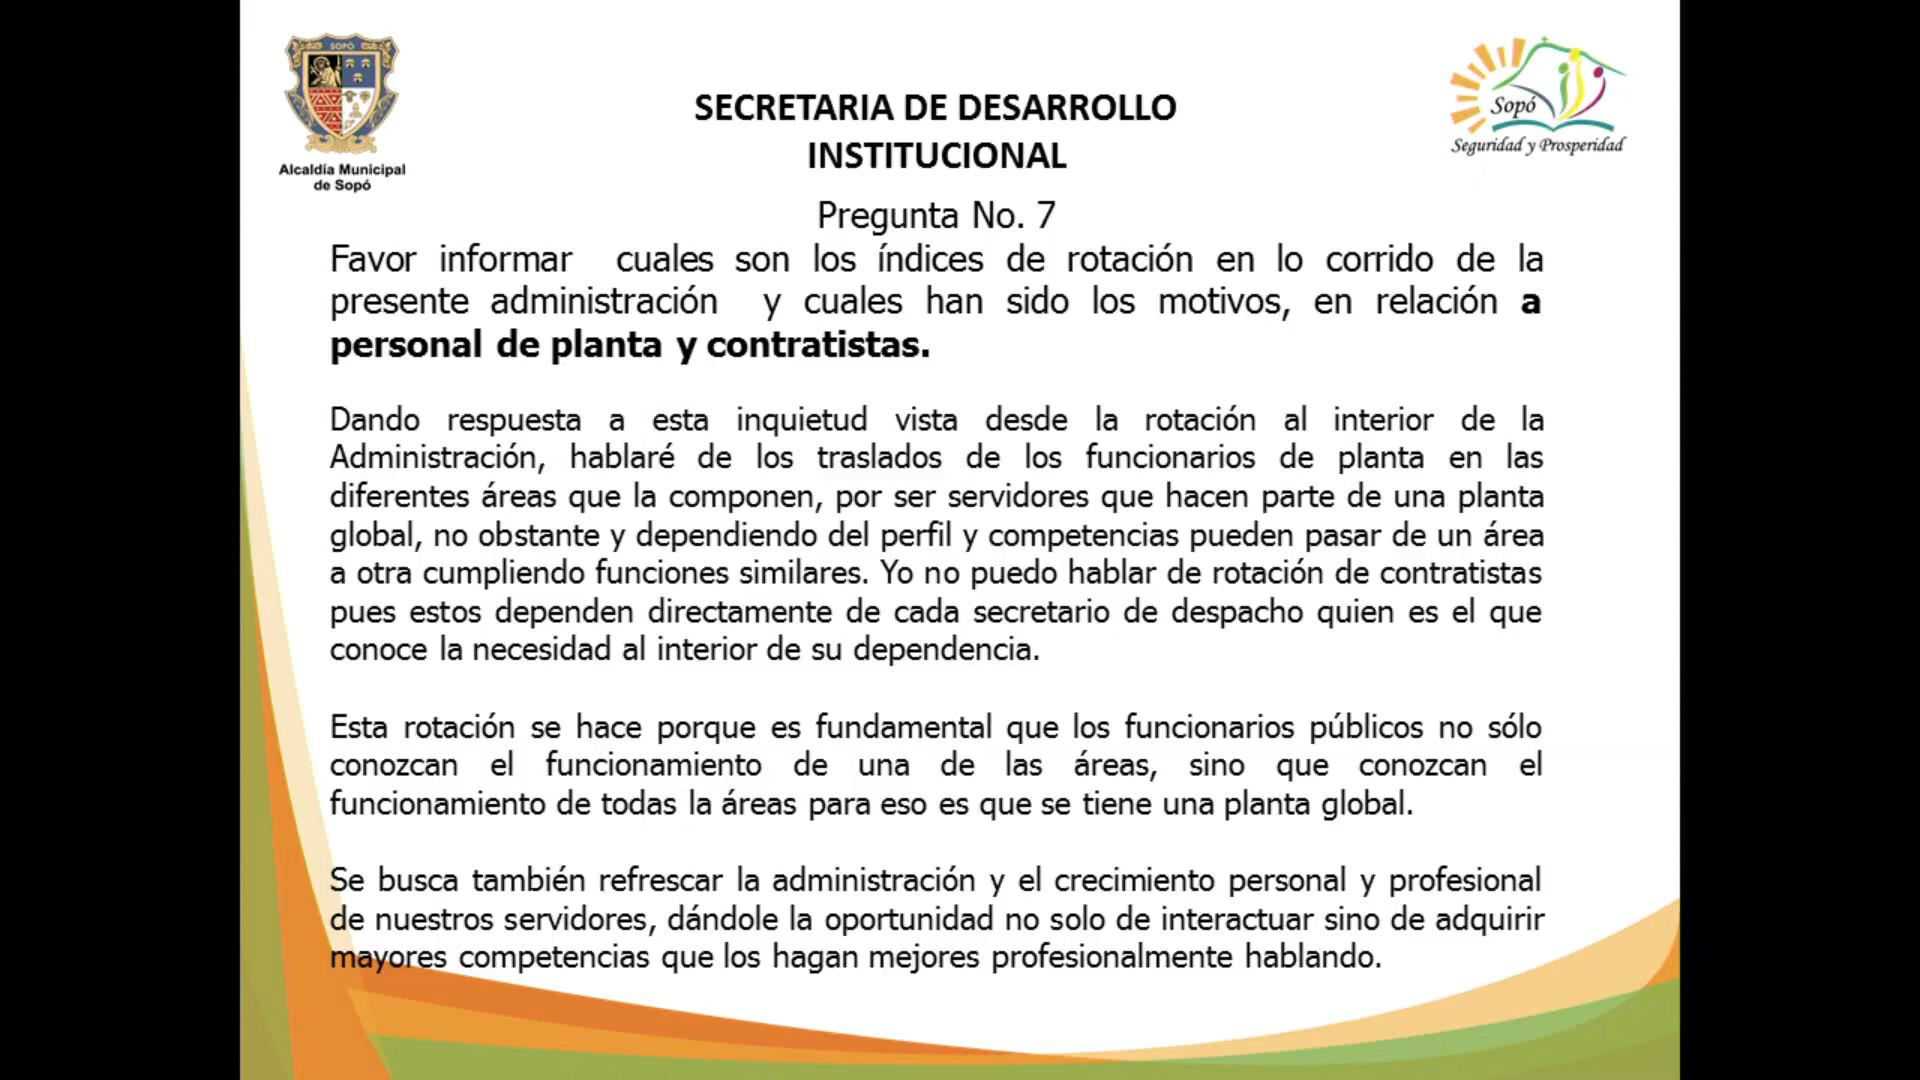 SOPÓ
Alcaldía Municipal
de Sopó
Sopó
Seguridad y Prosperidad
SECRETARIA DE DESARROLLO
INSTITUCIONAL
Pregunta No. 7
Favor informar cuales son los índices de rotación en lo corrido de la
presente administración y cuales han sido los motivos, en relación a
personal de planta y contratistas.
Dando respuesta a esta inquietud vista desde la rotación al interior de la
Administración, hablaré de los traslados de los funcionarios de planta en las
diferentes áreas que la componen, por ser servidores que hacen parte de una planta
global, no obstante y dependiendo del perfil y competencias pueden pasar de un área
a otra cumpliendo funciones similares. Yo no puedo hablar de rotación de contratistas
pues estos dependen directamente de cada secretario de despacho quien es el que
conoce la necesidad al interior de su dependencia.
Esta rotación se hace porque es fundamental que los funcionarios públicos no sólo
conozcan el funcionamiento de una de las áreas, sino que conozcan el
funcionamiento de todas la áreas para eso es que se tiene una planta global.
Se busca también refrescar la administración y el crecimiento personal y profesional
de nuestros servidores, dándole la oportunidad no solo de interactuar sino de adquirir
mayores competencias que los hagan mejores profesionalmente hablando.